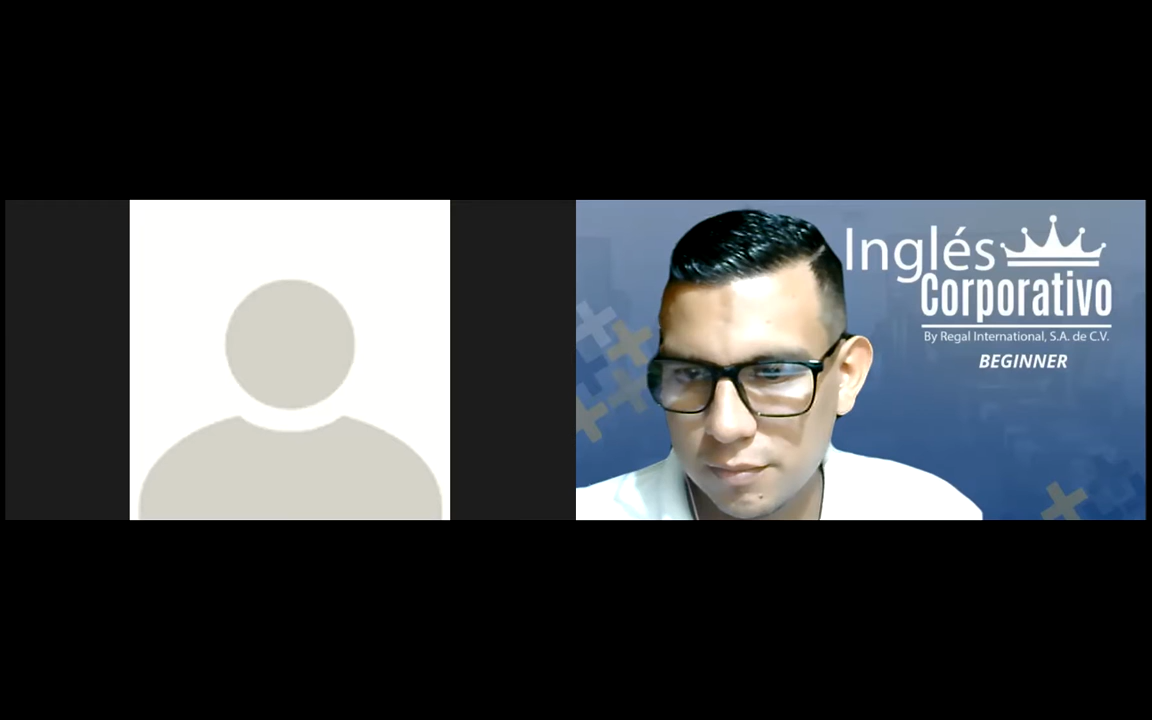 Inglés
Corporativo
By Regal International, S.A. de C.V.
BEGINNER